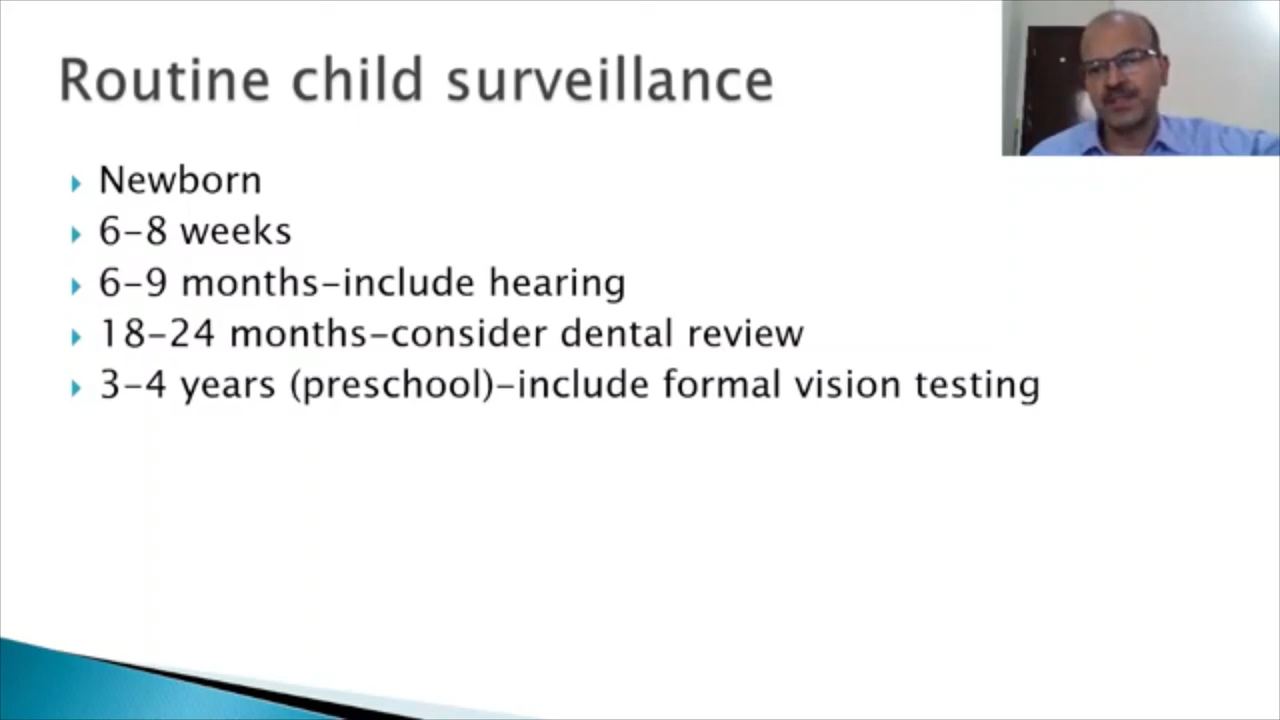 Routine child surveillance
Newborn
6-8 weeks
6-9 months-include hearing
18-24 months-consider dental review
3-4 years (preschool)-include formal vision testing